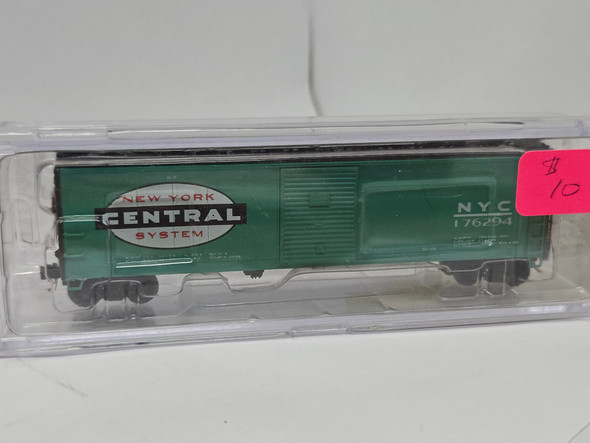 NEW YORK
CENTRAL
SYSTEM
NYC
176294
$
10